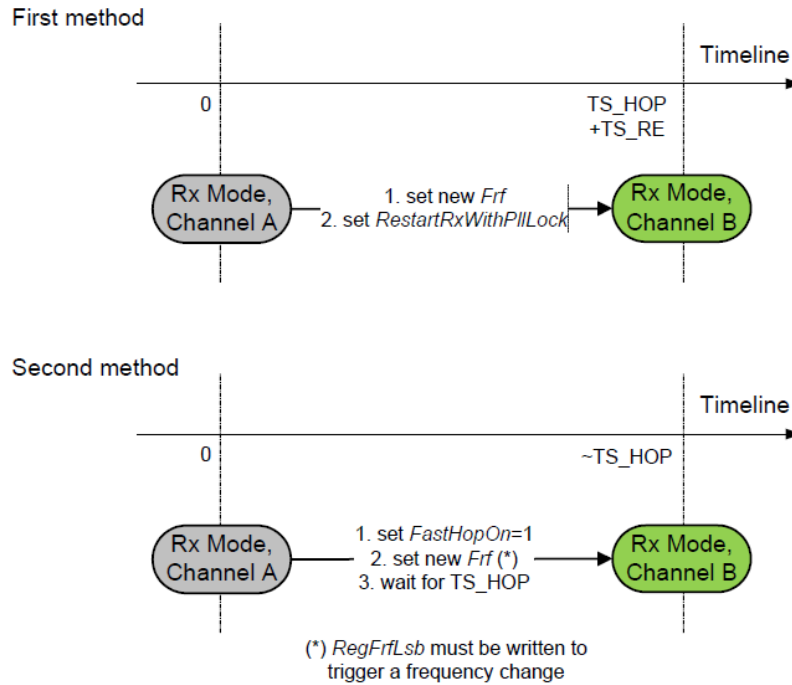 First method
Timeline
0
TS_HOP
+TS_RE
Rx Mode,
Channel A
1. set new Frf
2. set RestartRxWithPllLock
Rx Mode,
Channel B
Second method
Timeline
0
~TS_HOP
Rx Mode,
Channel A
1. set FastHopOn=1
2. set new Frf (*)
3. wait for TS_HOP
Rx Mode,
Channel B
(*) RegFrfLsb must be written to
trigger a frequency change